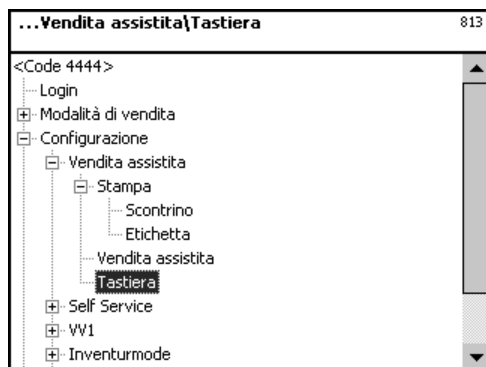 ...Vendita assistita\Tastiera 813
<Code 4444>
Login
Modalità di vendita
Configurazione
Vendita assistita
Stampa
Scontrino
Etichetta
Vendita assistita
Tastiera
Self Service
VV1
Inventurmode